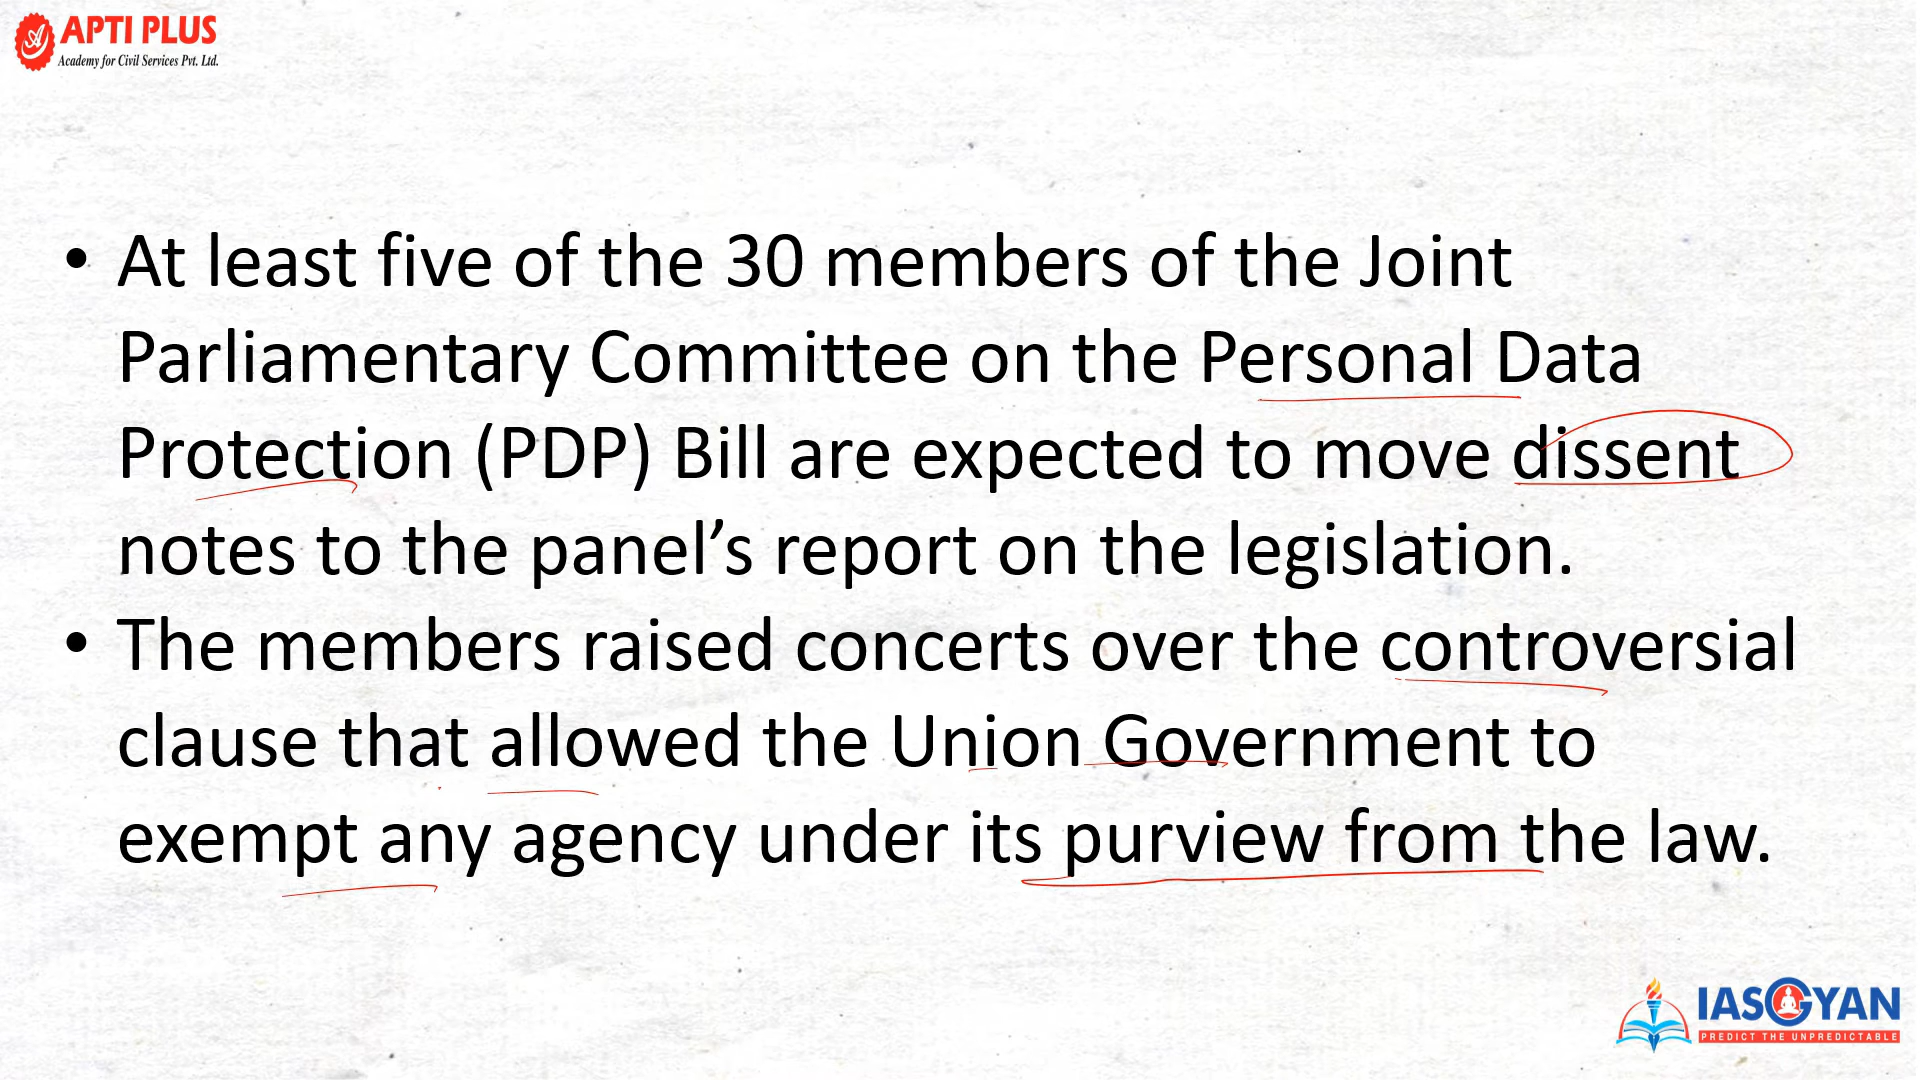 APTI PLUS
Academy for Civil Services Pvt. Ltd.
• At least five of the 30 members of the Joint
Parliamentary Committee on the Personal Data
Protection (PDP) Bill are expected to move dissent
notes to the panel’s report on the legislation.
• The members raised concerts over the controversial
clause that allowed the Union Government to
exempt any agency under its purview from the law.
IASGYAN
PREDICT THE UNPREDICTABLE